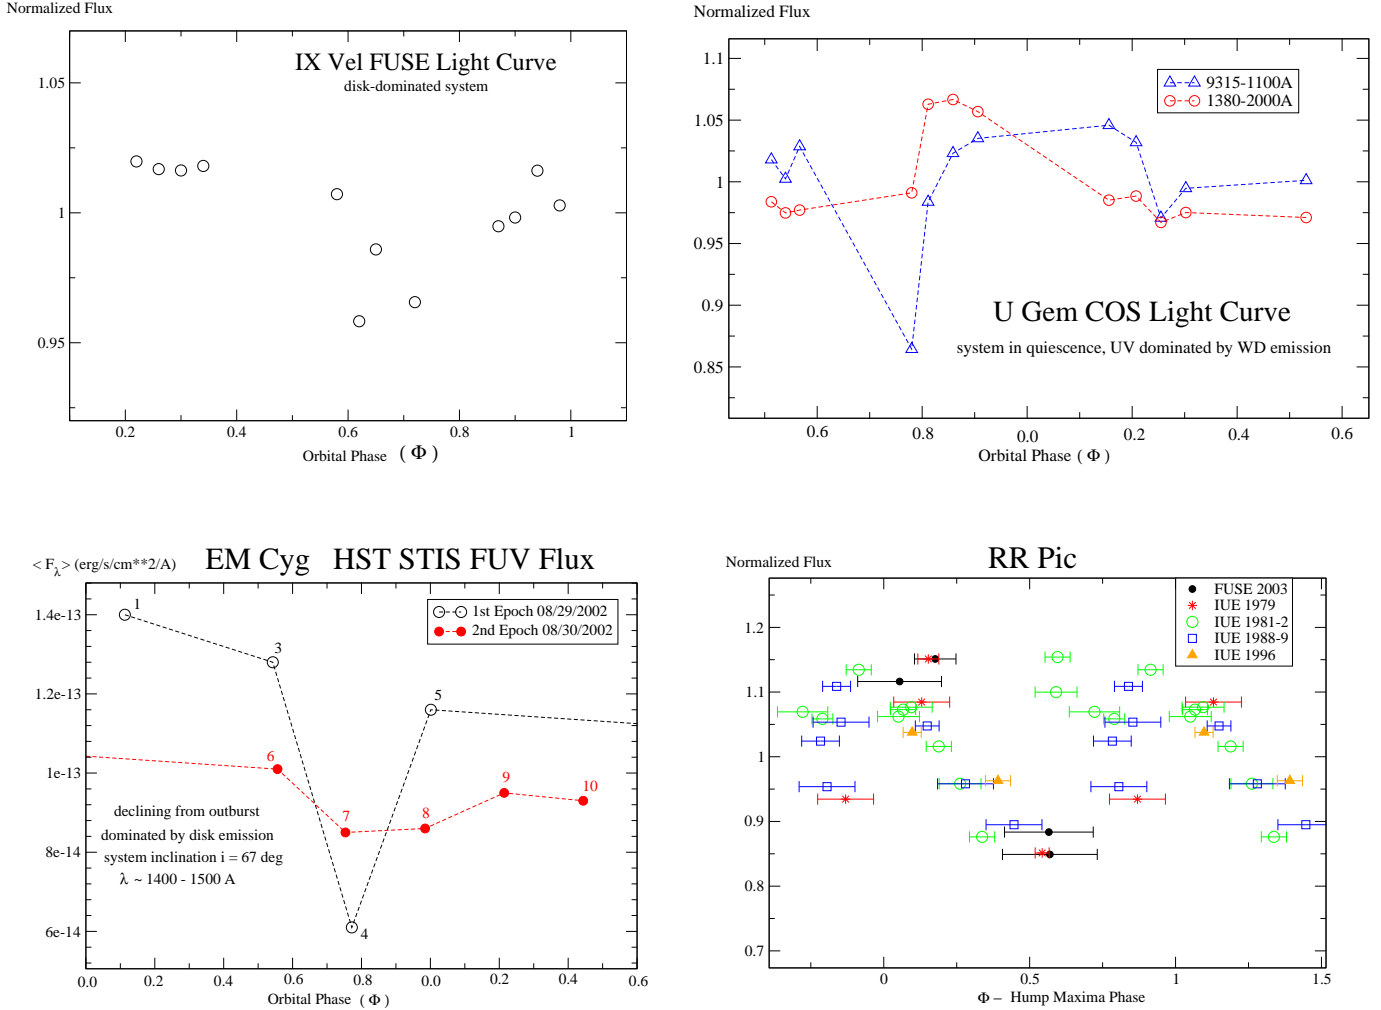 Normalized Flux
IX Vel FUSE Light Curve
disk-dominated system
1.05
1
0.95
0.2 0.4 0.6 0.8 1
Orbital Phase ( Φ )
Normalized Flux
1.1
1.05
1
0.95
0.9
0.85
9315-1100A
1380-2000A
U Gem COS Light Curve
system in quiescence, UV dominated by WD emission
0.6 0.8 0.0 0.2 0.4 0.6
Orbital Phase ( Φ )
< F λ > (erg/s/cm**2/A)
EM Cyg HST STIS FUV Flux
1.4e-13
1.2e-13
1e-13
8e-14
6e-14
1st Epoch 08/29/2002
2nd Epoch 08/30/2002
1
3
5
6
7
8
9
10
4
declining from outburst
dominated by disk emission
system inclination i = 67 deg
λ ~ 1400 - 1500 A
0.0 0.2 0.6 0.8 0.0 0.4 0.6
Orbital Phase ( Φ )
Normalized Flux
RR Pic
FUSE 2003
IUE 1979
IUE 1981-2
IUE 1988-9
IUE 1996
1.2
1.1
1
0.9
0.8
0.7
0 0.5 1 1.5
Φ – Hump Maxima Phase